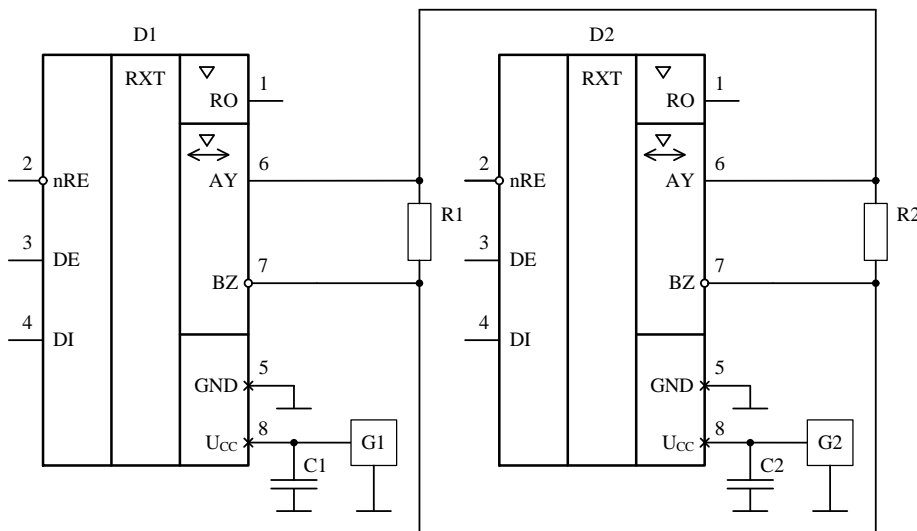 D1
D2
RXT
RO
1
2
nRE
AY
6
R1
3
DE
BZ
7
4
DI
GND
5
UCC
8
C1
G1
RXT
RO
1
2
nRE
AY
6
R2
3
DE
BZ
7
4
DI
GND
5
UCC
8
C2
G2